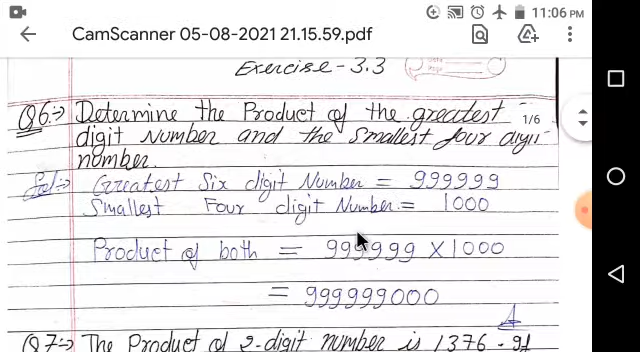 11:06 PM
CamScanner 05-08-2021 21.15.59.pdf
Exercise - 3.3
1/6
Q6:-> Determine the Product of the greatest
digit Number and the Smallest four digit
number.
Sol:-> Greatest Six digit Number = 999999
Smallest Four digit Number = 1000
Product of both = 999999 X 1000
= 999999000
Q7:-> The Product of 2-digit number is 1376 -